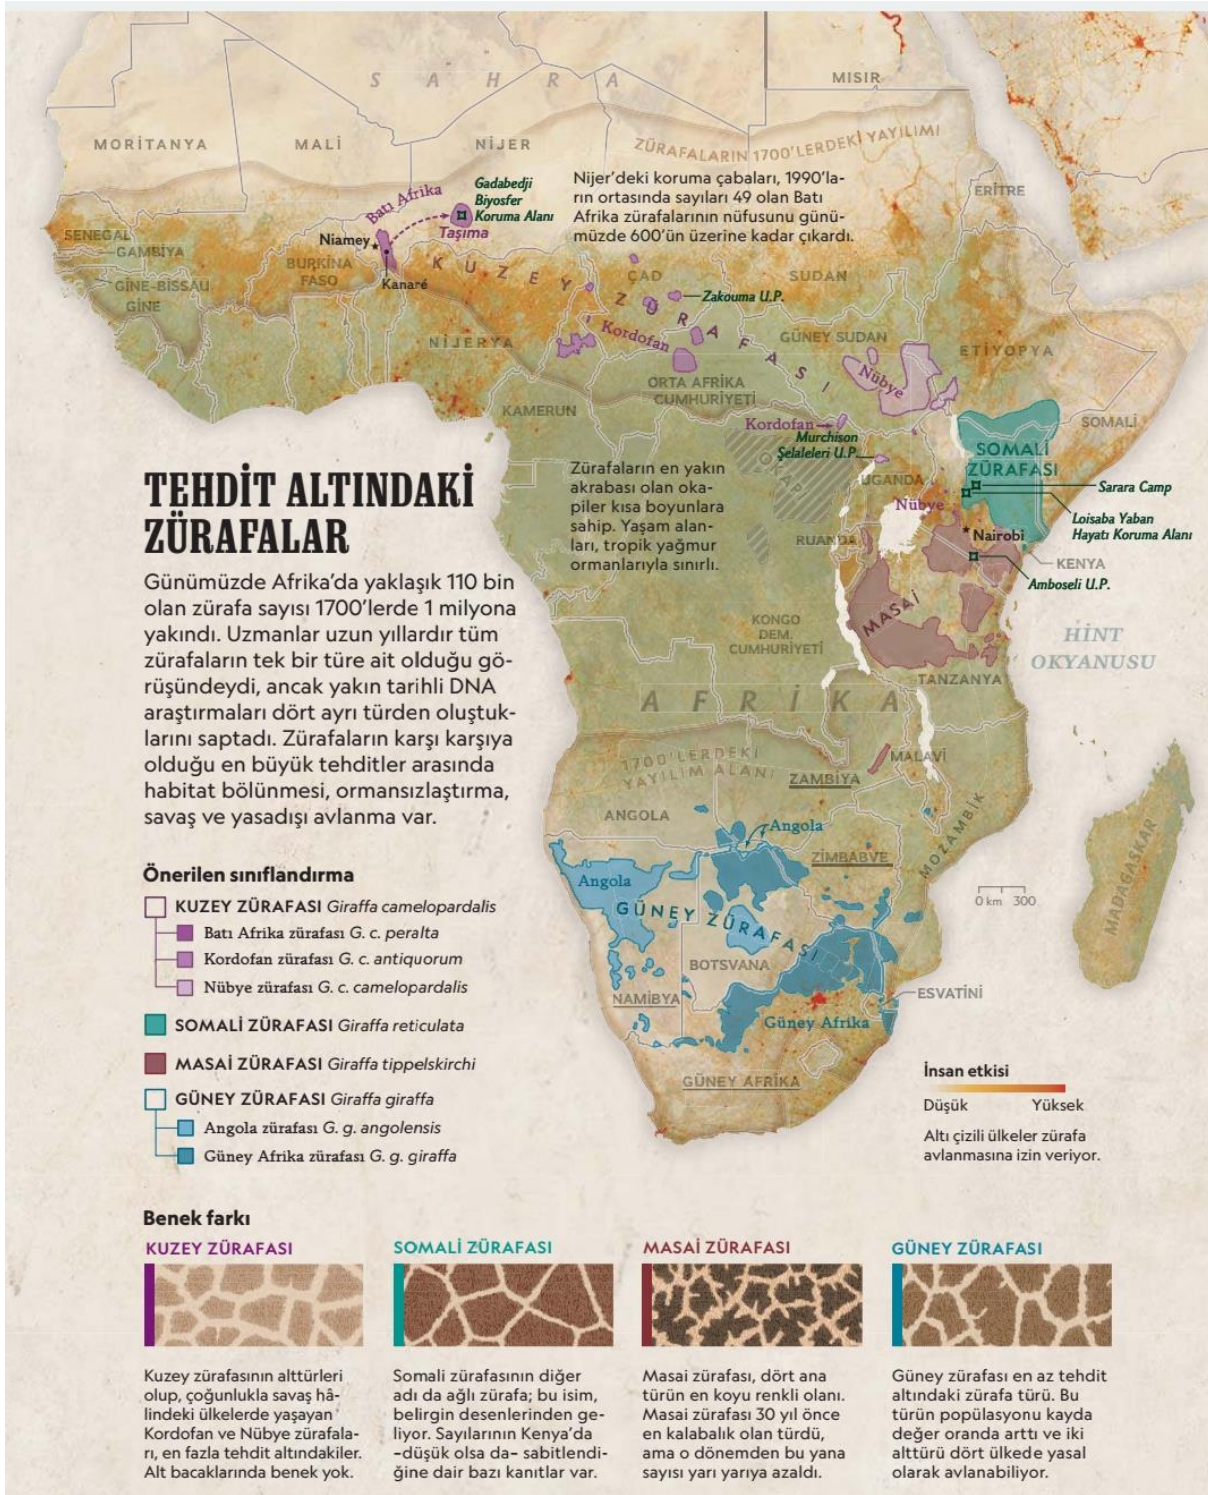 SAHRA
MISIR
MORİTANYA
MALİ
NİJER
ZÜRAFALARIN 1700'LERDEKİ YAYILIMI
Nijer'deki koruma çabaları, 1990'la-
rın ortasında sayıları 49 olan Batı
Afrika zürafalarının nüfusunu günü-
müzde 600'ün üzerine kadar çıkardı.
ERİTRE
Batı Afrika
Gadabedji
Biyosfer
Koruma Alanı
Taşıma
SENEGAL
GAMBİYA
Niamey
BURKİNA
FASO
Kanaré
GİNE-BİSSAU
GİNE
KUZEY ZÜRAFASI
ÇAD
SUDAN
Zakouma U.P.
NİJERYA
Kordofan
GÜNEY SUDAN
ETİYOPYA
Nübye
ORTA AFRİKA
CUMHURİYETİ
KAMERUN
Kordofan
Murchison
Şelaleleri U.P.
SOMALİ
SOMALİ
ZÜRAFASI
OKAPİ
UGANDA
Sarara Camp
Nübye
Loisaba Yaban
Hayatı Koruma Alanı
Nairobi
RUANDA
KENYA
Amboseli U.P.
Zürafaların en yakın
akrabası olan oka-
piler kısa boyunlara
sahip. Yaşam alan-
ları, tropik yağmur
ormanlarıyla sınırlı.
TEHDİT ALTINDAKİ
ZÜRAFALAR
Günümüzde Afrika'da yaklaşık 110 bin
olan zürafa sayısı 1700'lerde 1 milyona
yakındı. Uzmanlar uzun yıllardır tüm
zürafaların tek bir türe ait olduğu gö-
rüşündeydi, ancak yakın tarihli DNA
araştırmaları dört ayrı türden oluştuk-
larını saptadı. Zürafaların karşı karşıya
olduğu en büyük tehditler arasında
habitat bölünmesi, ormansızlaştırma,
savaş ve yasadışı avlanma var.
MASAİ
KONGO
DEM.
CUMHURİYETİ
HİNT
OKYANUSU
TANZANYA
AFRİKA
1700'LERDEKİ
YAYILIM ALANI
MALAVİ
ZAMBİYA
ANGOLA
Angola
ZİMBABVE
MOZAMBİK
MADAGASKAR
Angola
0 km 300
GÜNEY ZÜRAFASI
BOTSVANA
NAMİBYA
ESVATİNİ
Güney Afrika
GÜNEY AFRİKA
Önerilen sınıflandırma
KUZEY ZÜRAFASI Giraffa camelopardalis
Batı Afrika zürafası G. c. peralta
Kordofan zürafası G. c. antiquorum
Nübye zürafası G. c. camelopardalis
SOMALİ ZÜRAFASI Giraffa reticulata
MASAİ ZÜRAFASI Giraffa tippelskirchi
GÜNEY ZÜRAFASI Giraffa giraffa
Angola zürafası G. g. angolensis
Güney Afrika zürafası G. g. giraffa
İnsan etkisi
Düşük Yüksek
Altı çizili ülkeler zürafa
avlanmasına izin veriyor.
Benek farkı
KUZEY ZÜRAFASI
Kuzey zürafasının alttürleri
olup, çoğunlukla savaş hâ-
lindeki ülkelerde yaşayan
Kordofan ve Nübye zürafala-
rı, en fazla tehdit altındakiler.
Alt bacaklarında benek yok.
SOMALİ ZÜRAFASI
Somali zürafasının diğer
adı da ağlı zürafa; bu isim,
belirgin desenlerinden ge-
liyor. Sayılarının Kenya'da
-düşük olsa da- sabitlendi-
ğine dair bazı kanıtlar var.
MASAİ ZÜRAFASI
Masai zürafası, dört ana
türün en koyu renkli olanı.
Masai zürafası 30 yıl önce
en kalabalık olan türdü,
ama o dönemden bu yana
sayısı yarı yarıya azaldı.
GÜNEY ZÜRAFASI
Güney zürafası en az tehdit
altındaki zürafa türü. Bu
türün popülasyonu kayda
değer oranda arttı ve iki
alttürü dört ülkede yasal
olarak avlanabiliyor.